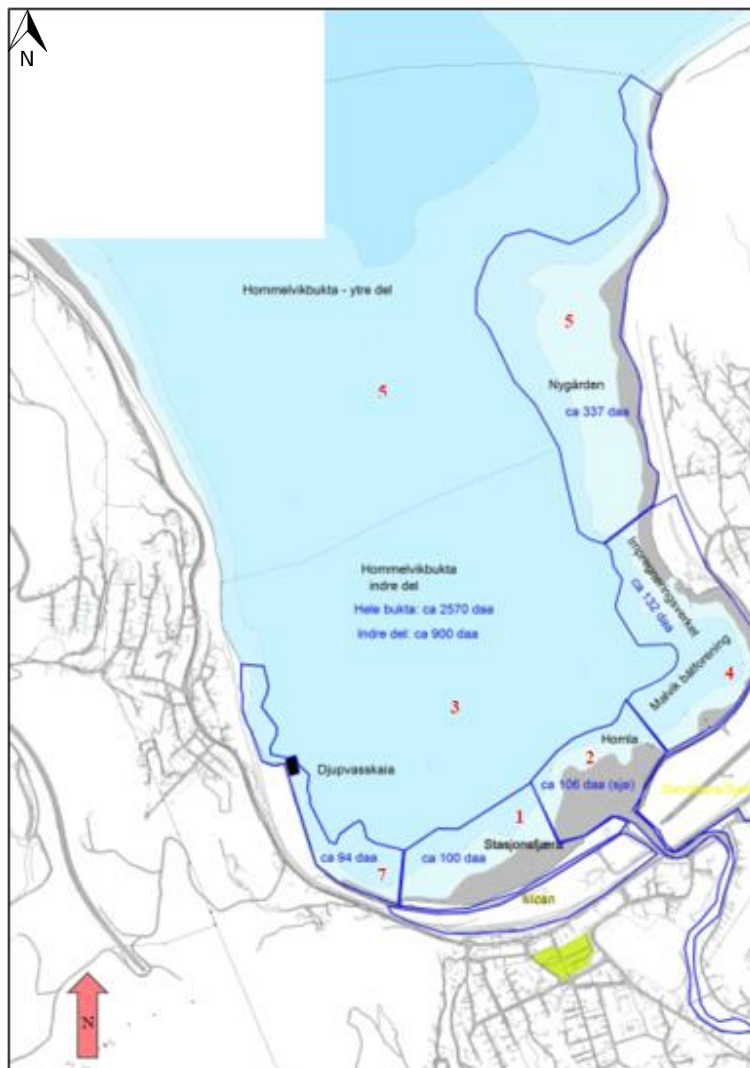 N
Hommelvikbukta - ytre del
5
5
Nygården
ca 337 daa
Hommelvikbukta
indre del
Hele bukta: ca 2570 daa
Indre del: ca 900 daa
Impregneringsverket
ca 132 daa
Malvik båtforening
4
3
Homla
2
ca 106 daa (sjø)
Djupvasskaia
1
Stasjonsfjæra
ca 94 daa
7
ca 100 daa
Moan
N